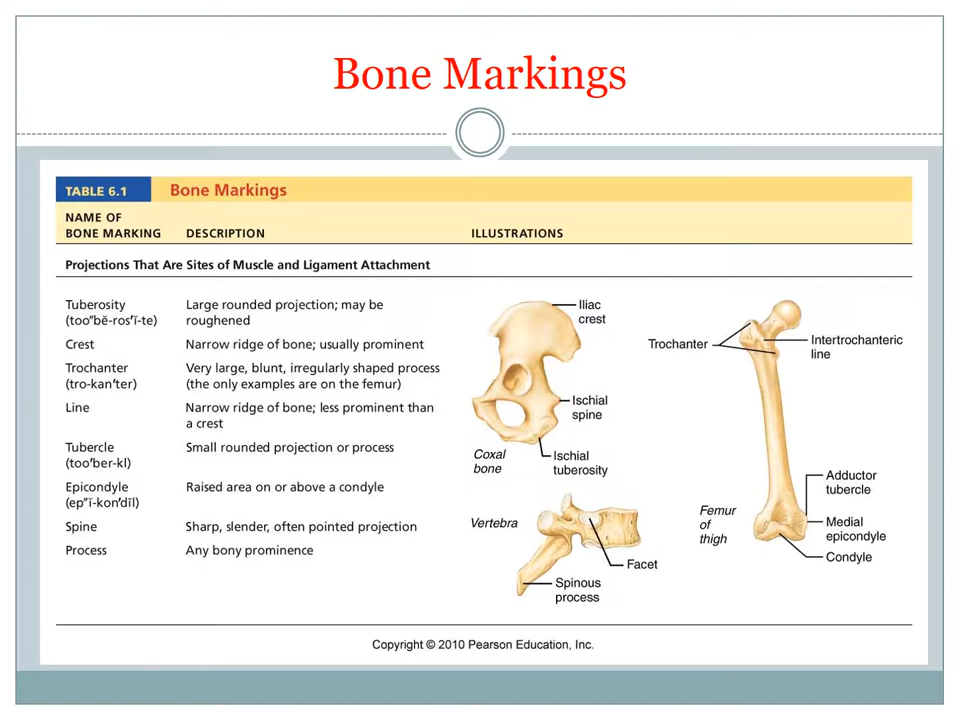 Bone Markings
TABLE 6.1 Bone Markings
NAME OF
BONE MARKING DESCRIPTION ILLUSTRATIONS
Projections That Are Sites of Muscle and Ligament Attachment
Tuberosity Large rounded projection; may be
(too″bĕ-ros′ĭ-te) roughened
Crest Narrow ridge of bone; usually prominent
Trochanter Very large, blunt, irregularly shaped process
(tro-kan′ter) (the only examples are on the femur)
Line Narrow ridge of bone; less prominent than
a crest
Tubercle Small rounded projection or process
(too′ber-kl)
Epicondyle Raised area on or above a condyle
(ep″ĭ-kon′dīl)
Spine Sharp, slender, often pointed projection
Process Any bony prominence
Iliac
crest
Ischial
spine
Coxal
bone
Ischial
tuberosity
Vertebra
Facet
Spinous
process
Trochanter
Intertrochanteric
line
Adductor
tubercle
Femur
of
thigh
Medial
epicondyle
Condyle
Copyright © 2010 Pearson Education, Inc.